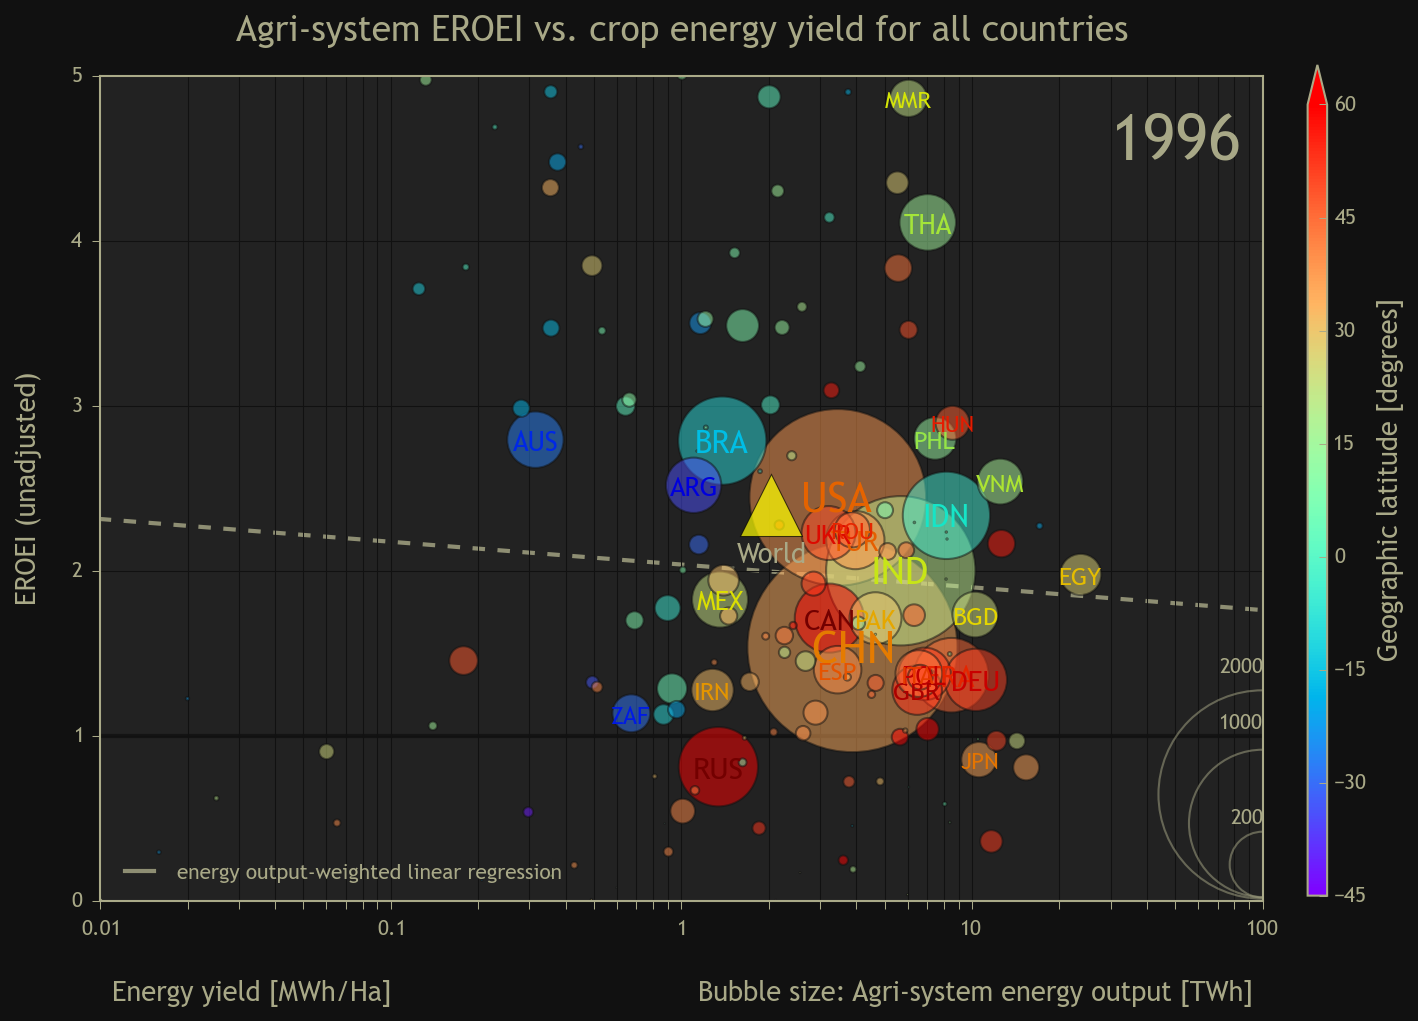 Agri-system EROEI vs. crop energy yield for all countries
1996
5
4
3
2
1
0
EROEI (unadjusted)
MMR
THA
HUN
PHL
AUS
BRA
ARG
VNM
USA
IDN
UKR
ROU
TUR
World
IND
EGY
MEX
CAN
PAK
BGD
CHN
ESP
DEU
IRN
GBR
ZAF
RUS
JPN
2000
1000
200
energy output-weighted linear regression
0.01
0.1
1
10
100
Energy yield [MWh/Ha]
Bubble size: Agri-system energy output [TWh]
60
45
30
15
0
−15
−30
−45
Geographic latitude [degrees]